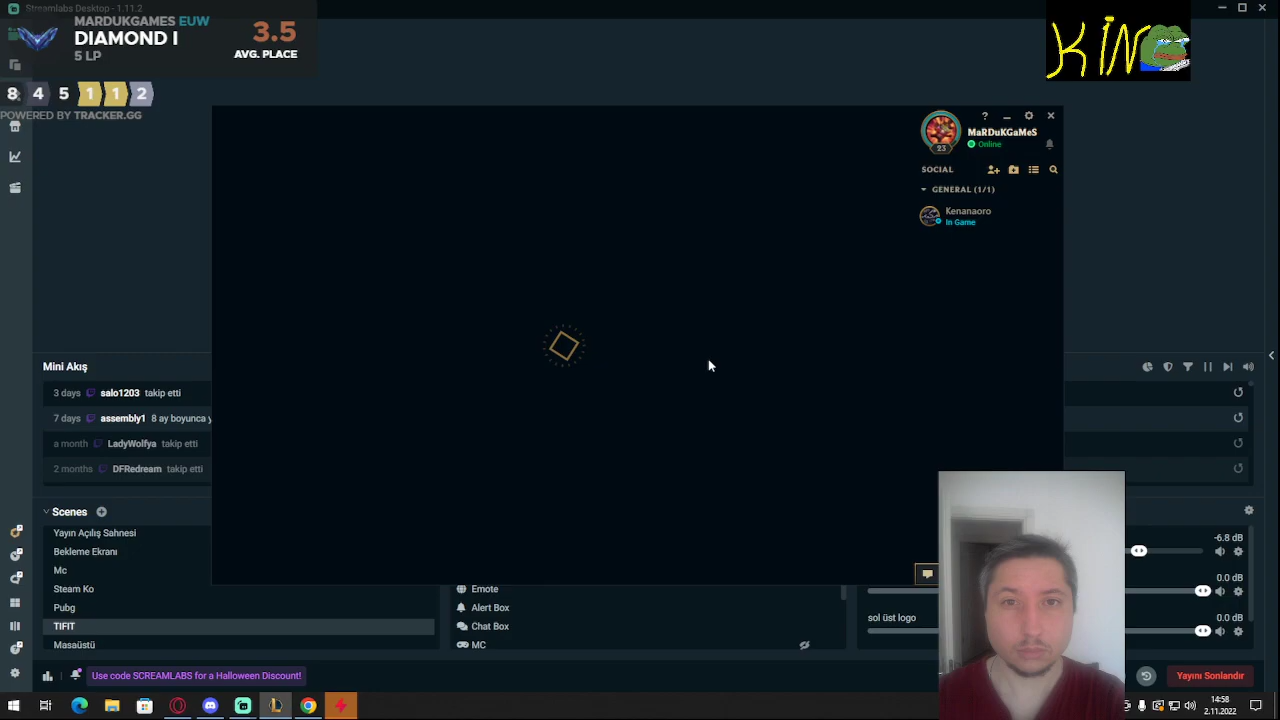 Streamlabs Desktop - 1.11.2
MARDUKGAMES EUW
DIAMOND I
5 LP
3.5
AVG. PLACE
8 4 5 1 1 2
POWERED BY TRACKER.GG
KiNG
MaRDuKGaMeS
23
Online
SOCIAL
GENERAL (1/1)
Kenanaoro
In Game
Mini Akış
3 days salo1203 takip etti
7 days assembly1 8 ay boyunca
a month LadyWolfya takip etti
2 months DFRedream takip etti
Scenes
Yayın Açılış Sahnesi
Bekleme Ekranı
Mc
Steam Ko
Pubg
TIFIT
Masaüstü
Emote
Alert Box
Chat Box
MC
-6.8 dB
0.0 dB
sol üst logo
0.0 dB
Use code SCREAMLABS for a Halloween Discount!
Yayını Sonlandır
14:58
.11.2022